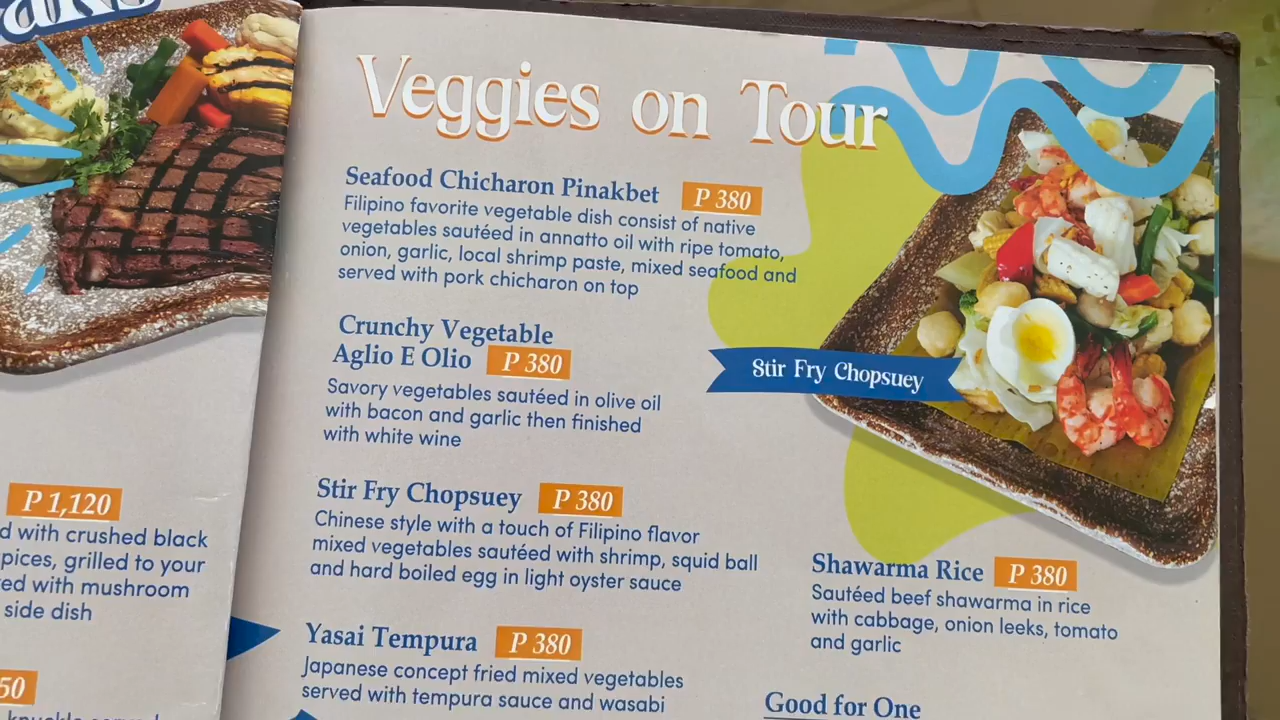 P 1,120
d with crushed black
pices, grilled to your
ed with mushroom
side dish
50
Veggies on Tour
Seafood Chicharon Pinakbet P 380
Filipino favorite vegetable dish consist of native
vegetables sautéed in annatto oil with ripe tomato,
onion, garlic, local shrimp paste, mixed seafood and
served with pork chicharon on top
Crunchy Vegetable
Aglio E Olio P 380
Savory vegetables sautéed in olive oil
with bacon and garlic then finished
with white wine
Stir Fry Chopsuey P 380
Chinese style with a touch of Filipino flavor
mixed vegetables sautéed with shrimp, squid ball
and hard boiled egg in light oyster sauce
Yasai Tempura P 380
Japanese concept fried mixed vegetables
served with tempura sauce and wasabi
Stir Fry Chopsuey
Shawarma Rice P 380
Sautéed beef shawarma in rice
with cabbage, onion leeks, tomato
and garlic
Good for One